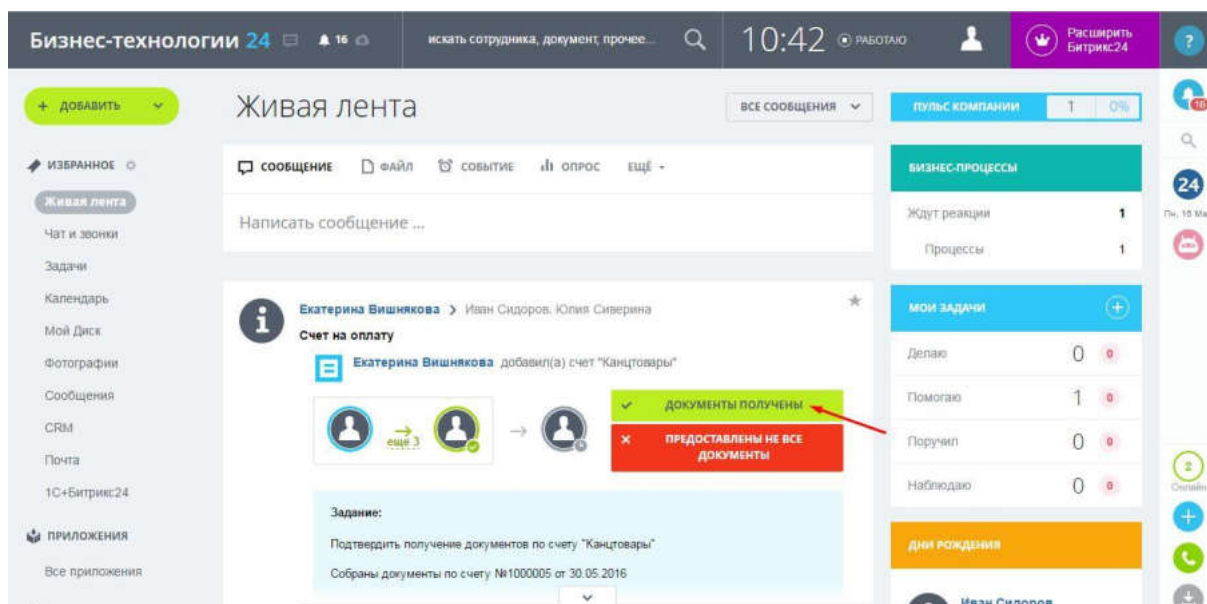 Бизнес-технологии 24
16
искать сотрудника, документ, прочее...
10:42
РАБОТАЮ
Расширить
Битрикс24
?
+ ДОБАВИТЬ
Живая лента
ВСЕ СООБЩЕНИЯ
ПУЛЬС КОМПАНИИ
1
0%
16
ИЗБРАННОЕ
Живая лента
Чат и звонки
Задачи
Календарь
Мой Диск
Фотографии
Сообщения
CRM
Почта
1С+Битрикс24
ПРИЛОЖЕНИЯ
Все приложения
СООБЩЕНИЕ
ФАЙЛ
СОБЫТИЕ
ОПРОС
ЕЩЁ
Написать сообщение ...
Екатерина Вишнякова > Иван Сидоров, Юлия Сиверина
Счет на оплату
Екатерина Вишнякова добавил(а) счет "Канцтовары"
еще 3
ДОКУМЕНТЫ ПОЛУЧЕНЫ
ПРЕДОСТАВЛЕНЫ НЕ ВСЕ
ДОКУМЕНТЫ
Задание:
Подтвердить получение документов по счету "Канцтовары"
Собраны документы по счету №1000005 от 30.05.2016
БИЗНЕС-ПРОЦЕССЫ
Ждут реакции 1
Процессы 1
МОИ ЗАДАЧИ
Делаю 0 0
Помогаю 1 0
Поручил 0 0
Наблюдаю 0 0
ДНИ РОЖДЕНИЯ
Иван Сидоров
24
Пн, 16 Ма
2
Онлайн